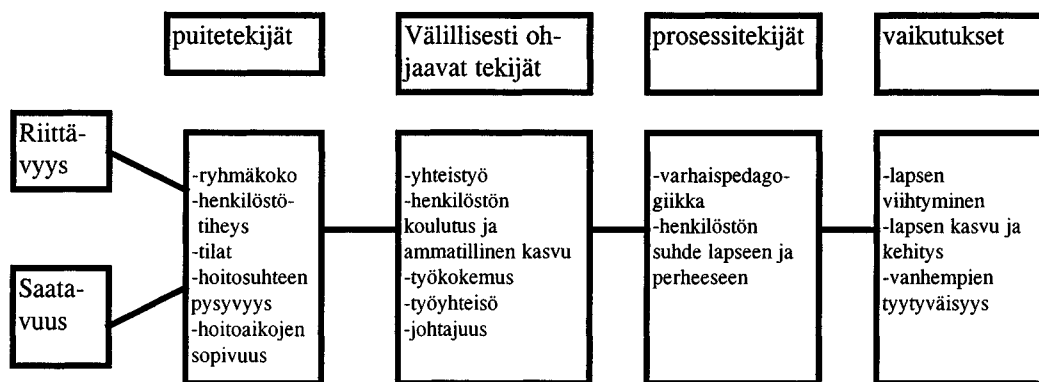 puitetekijät
Välillisesti oh-
jaavat tekijät
prosessitekijät
vaikutukset
Riittä-
vyys
Saata-
vuus
-ryhmäkoko
-henkilöstö-
tiheys
-tilat
-hoitosuhteen
pysyvyys
-hoitoaikojen
sopivuus
-yhteistyö
-henkilöstön
koulutus ja
ammatillinen kasvu
-työkokemus
-työyhteisö
-johtajuus
-varhaispedago-
giikka
-henkilöstön
suhde lapseen ja
perheeseen
-lapsen
viihtyminen
-lapsen kasvu ja
kehitys
-vanhempien
tyytyväisyys